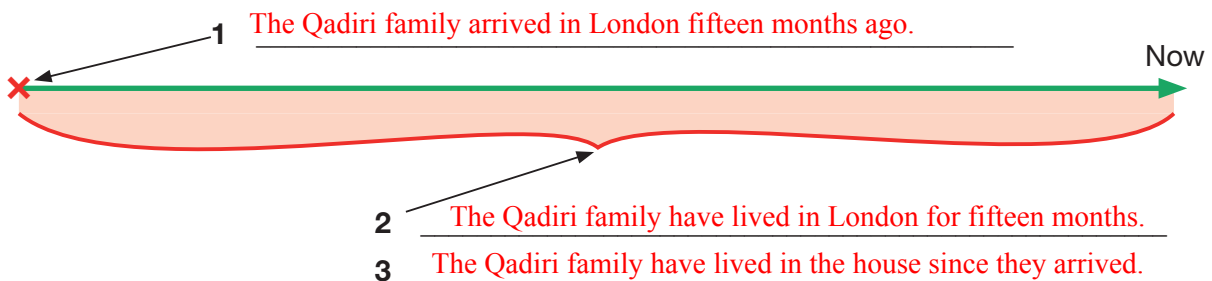 1 The Qadiri family arrived in London fifteen months ago.
Now
2 The Qadiri family have lived in London for fifteen months.
3 The Qadiri family have lived in the house since they arrived.